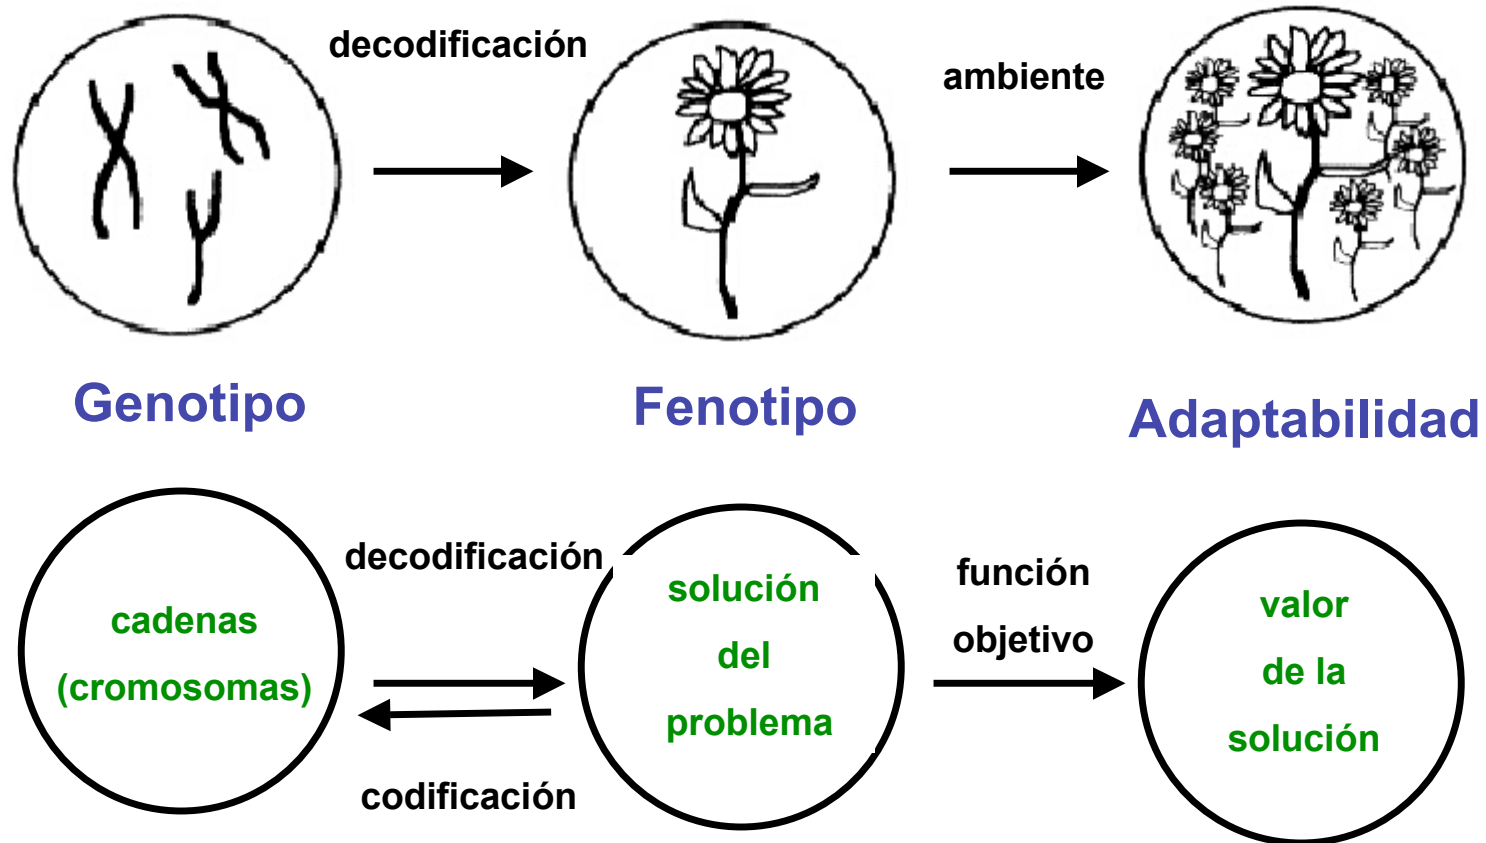 decodificación
ambiente
Genotipo
Fenotipo
Adaptabilidad
cadenas
(cromosomas)
decodificación
codificación
solución
del
problema
función
objetivo
valor
de la
solución